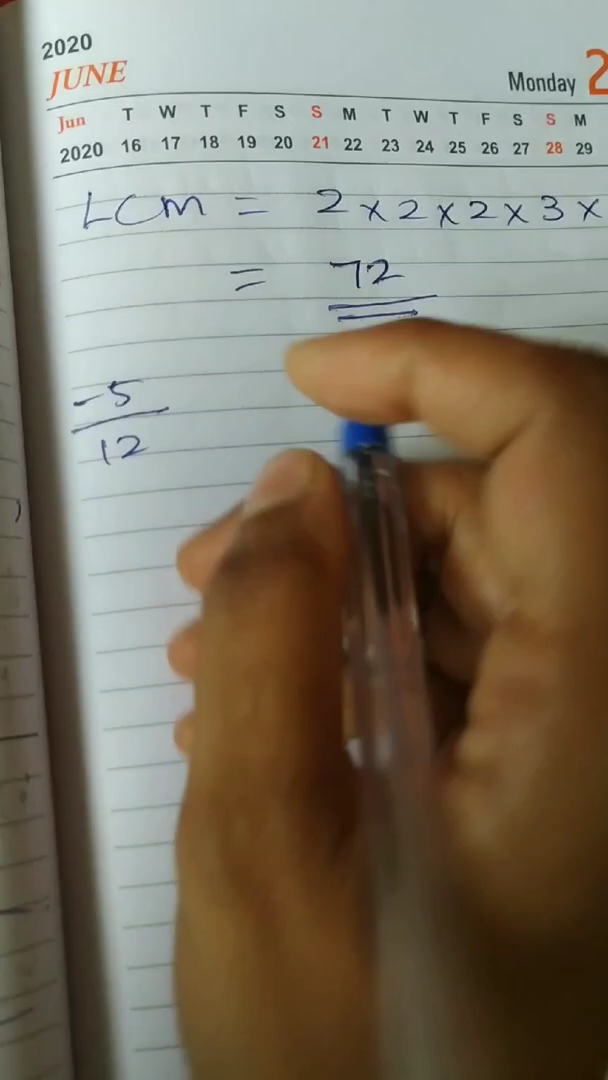 2020
JUNE
Monday 2
Jun T W T F S S M T W T F S S M
2020 16 17 18 19 20 21 22 23 24 25 26 27 28 29
LCM = 2 x 2 x 2 x 3 x
= 72
-5
12
)